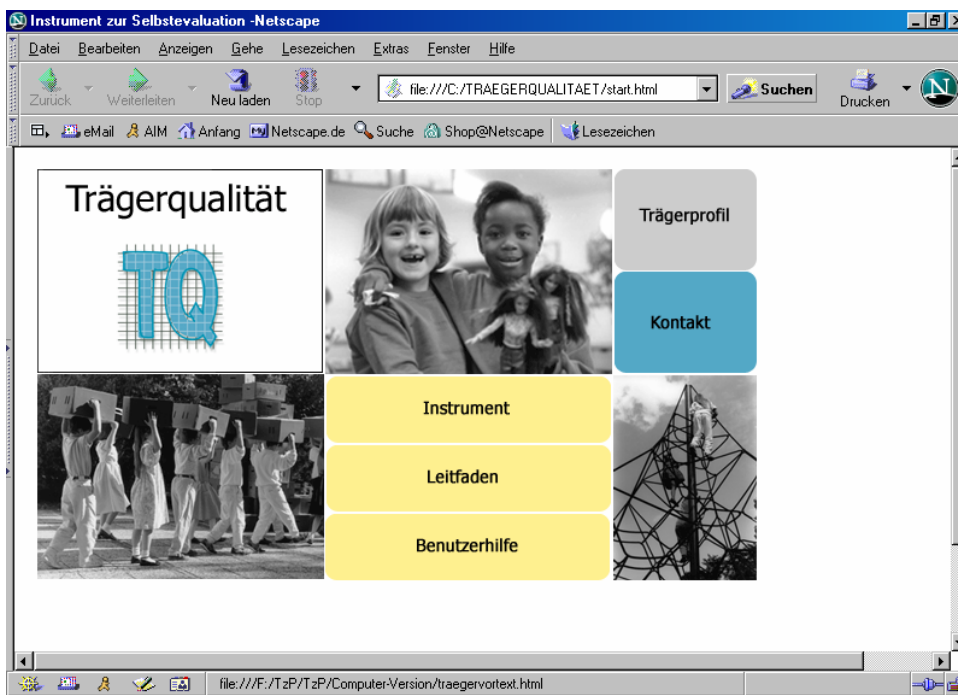 Instrument zur Selbstevaluation -Netscape
Datei Bearbeiten Anzeigen Gehe Lesezeichen Extras Fenster Hilfe
Zurück Weiterleiten Neu laden Stop file:///C:/TRAEGERQUALITAET/start.html Suchen Drucken N
eMail AIM Anfang Netscape.de Suche Shop@Netscape Lesezeichen
Trägerqualität
TQ
Trägerprofil
Kontakt
Instrument
Leitfaden
Benutzerhilfe
file:///F:/TzP/TzP/Computer-Version/traegervortext.html